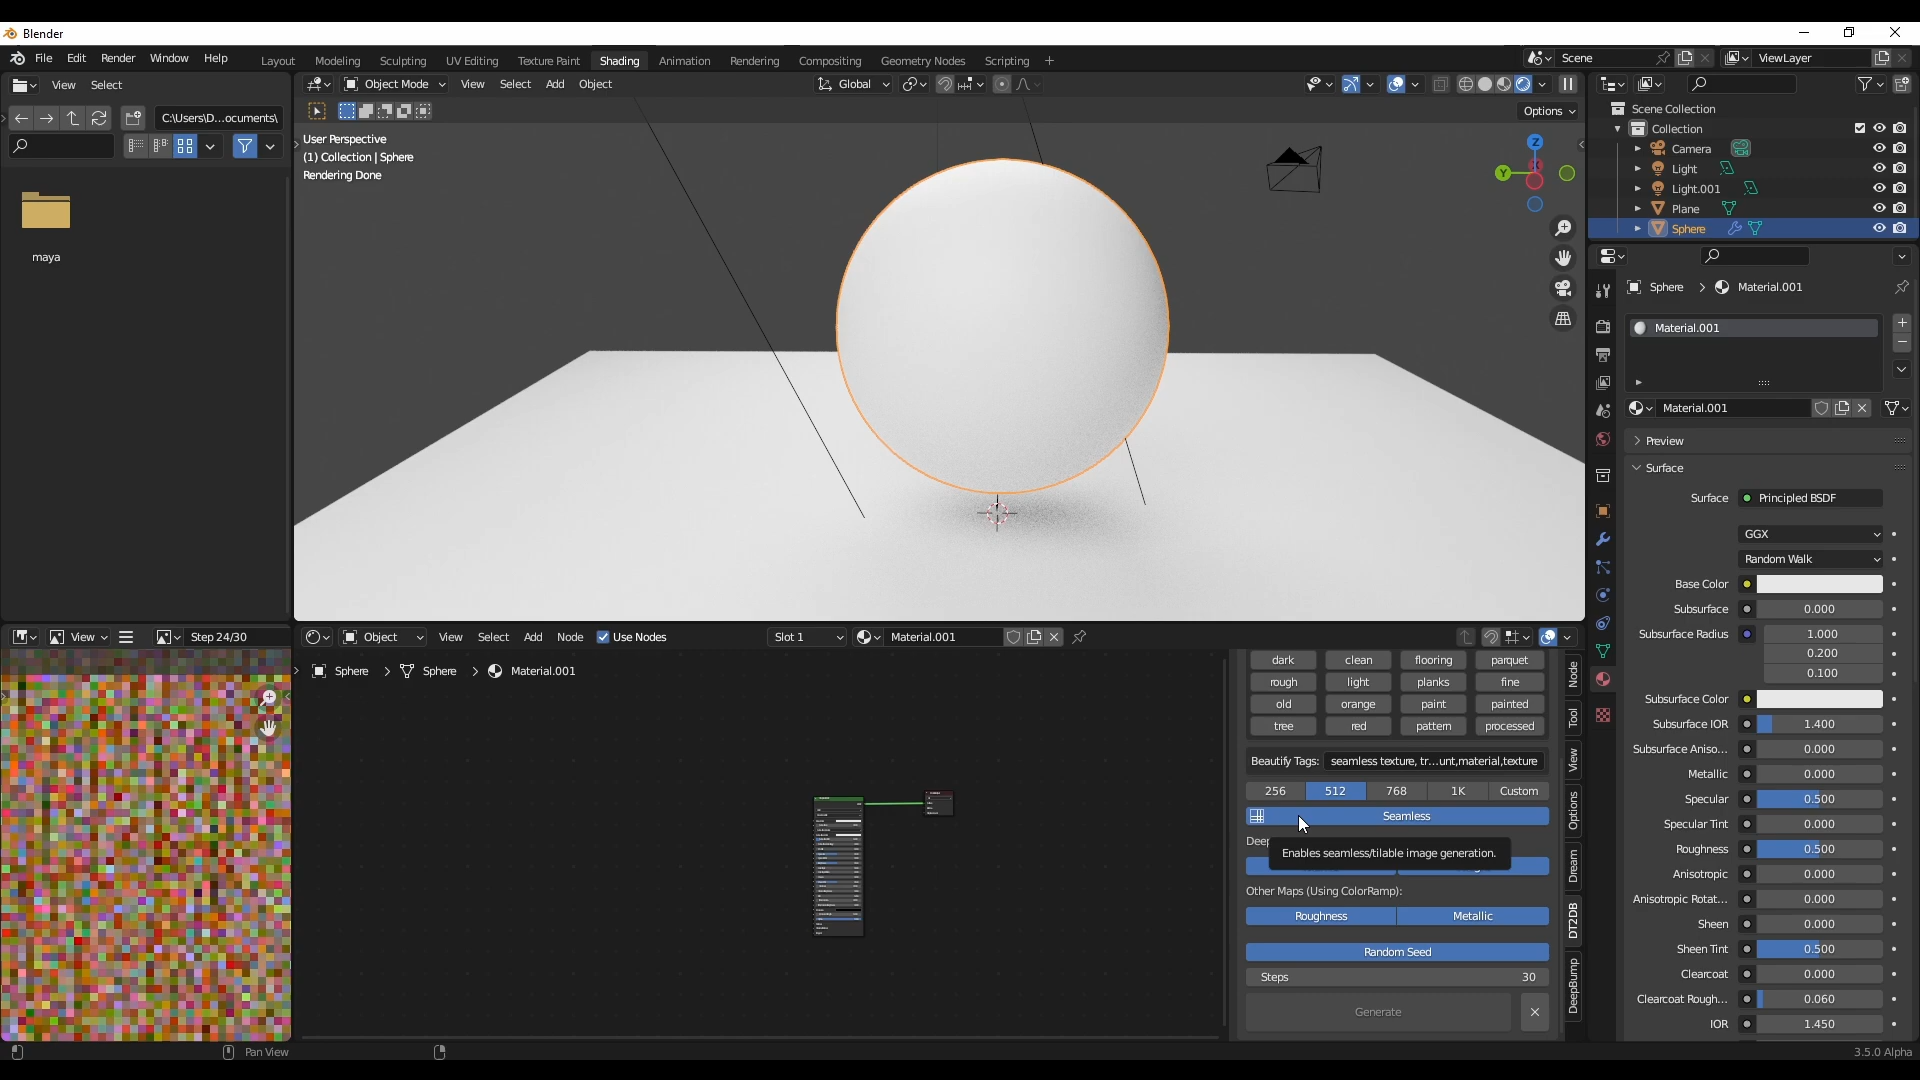 Blender
File Edit Render Window Help
Layout Modeling Sculpting UV Editing Texture Paint Shading Animation Rendering Compositing Geometry Nodes Scripting +
Scene
ViewLayer
View Select
C:\Users\D...ocuments\
maya
Object Mode View Select Add Object
Global
Options
User Perspective
(1) Collection | Sphere
Rendering Done
Z
Y
Scene Collection
Collection
Camera
Light
Light.001
Plane
Sphere
Sphere > Material.001
Material.001
Material.001
Preview
Surface
Surface Principled BSDF
GGX
Random Walk
Base Color
Subsurface 0.000
Subsurface Radius 1.000
0.200
0.100
Subsurface Color
Subsurface IOR 1.400
Subsurface Aniso... 0.000
Metallic 0.000
Specular 0.500
Specular Tint 0.000
Roughness 0.500
Anisotropic 0.000
Anisotropic Rotat... 0.000
Sheen 0.000
Sheen Tint 0.500
Clearcoat 0.000
Clearcoat Rough... 0.060
IOR 1.450
View
Step 24/30
Object View Select Add Node Use Nodes
Slot 1
Material.001
Sphere > Sphere > Material.001
dark clean flooring parquet
rough light planks fine
old orange paint painted
tree red pattern processed
Beautify Tags: seamless texture, tr...unt,material,texture
256 512 768 1K Custom
Seamless
Deep
Enables seamless/tilable image generation.
Other Maps (Using ColorRamp):
Roughness Metallic
Random Seed
Steps 30
Generate
Node
Tool
View
Options
Dream
DT2DB
DeepBump
Pan View
3.5.0 Alpha